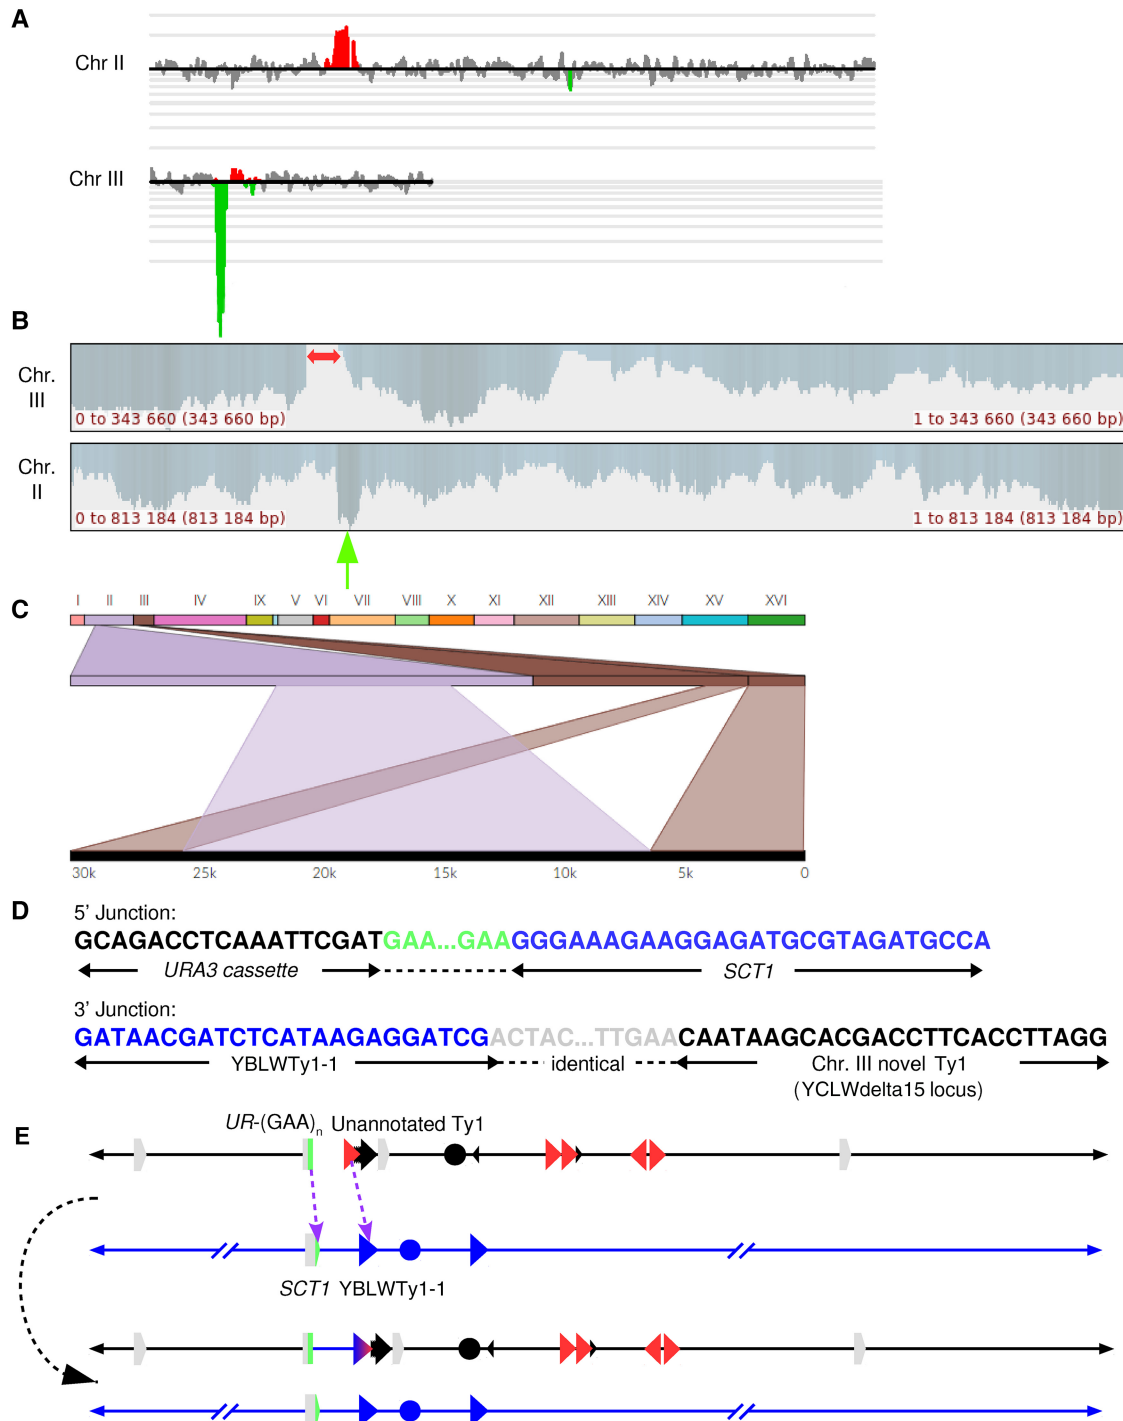 A
Chr II
Chr III
B
Chr.
III
0 to 343 660 (343 660 bp)
1 to 343 660 (343 660 bp)
Chr.
II
0 to 813 184 (813 184 bp)
1 to 813 184 (813 184 bp)
C
I II III IV IX V VI VII VIII X XI XII XIII XIV XV XVI
30k 25k 20k 15k 10k 5k 0
D
5’ Junction:
GCAGACCTCAAATTCGATGAA...GAAGGGAAAGAAGGAGATGCGTAGATGCCA
URA3 cassette
SCT1
3’ Junction:
GATAACGATCTCATAAGAGGATCGACTAC...TTGAACAATAAGCACGACCTTCACCTTAGG
YBLWTy1-1
identical
Chr. III novel Ty1
(YCLWdelta15 locus)
E
UR-(GAA)n Unannotated Ty1
SCT1 YBLWTy1-1